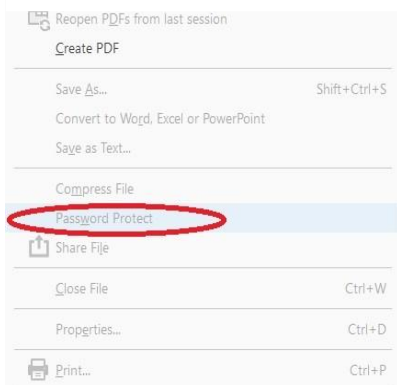 Reopen PDFs from last session
Create PDF
Save As... Shift+Ctrl+S
Convert to Word, Excel or PowerPoint
Save as Text...
Compress File
Password Protect
Share File
Close File Ctrl+W
Properties... Ctrl+D
Print... Ctrl+P